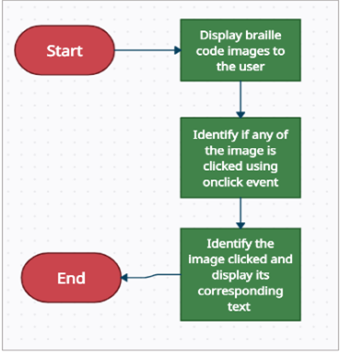 Start
Display braille
code images to
the user
Identify if any of
the image is
clicked using
onclick event
Identify the
image clicked and
display its
corresponding
text
End